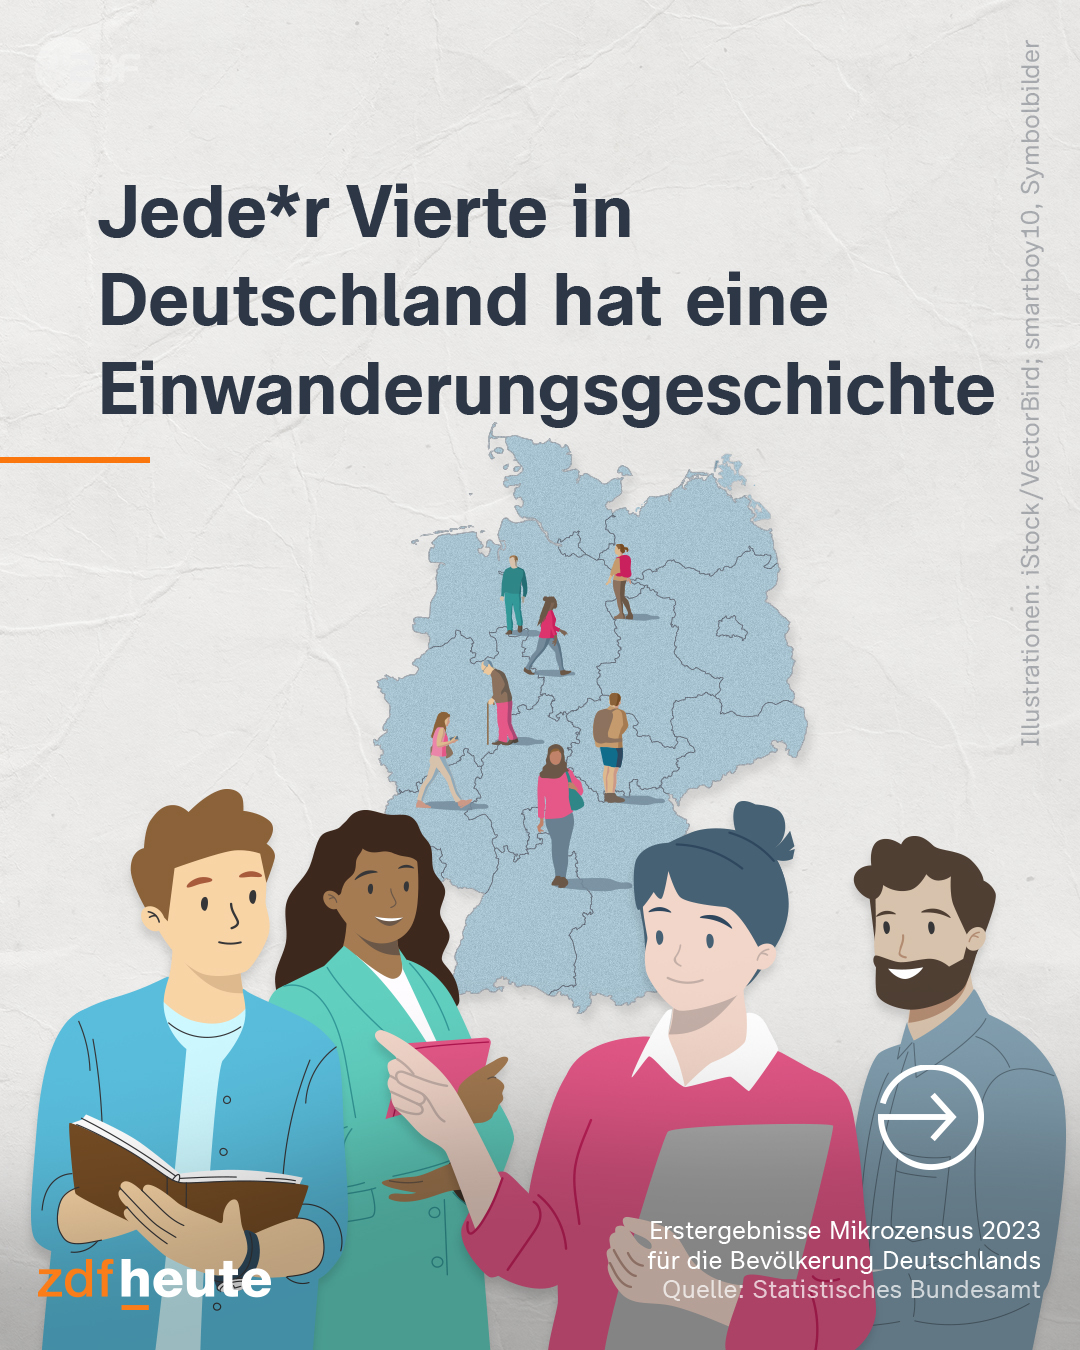 Jede*r Vierte in
Deutschland hat eine
Einwanderungsgeschichte
Illustrationen: iStock/VectorBird; smartboy10, Symbolbilder
Erstergebnisse Mikrozensus 2023
für die Bevölkerung Deutschlands
Quelle: Statistisches Bundesamt
zdfheute